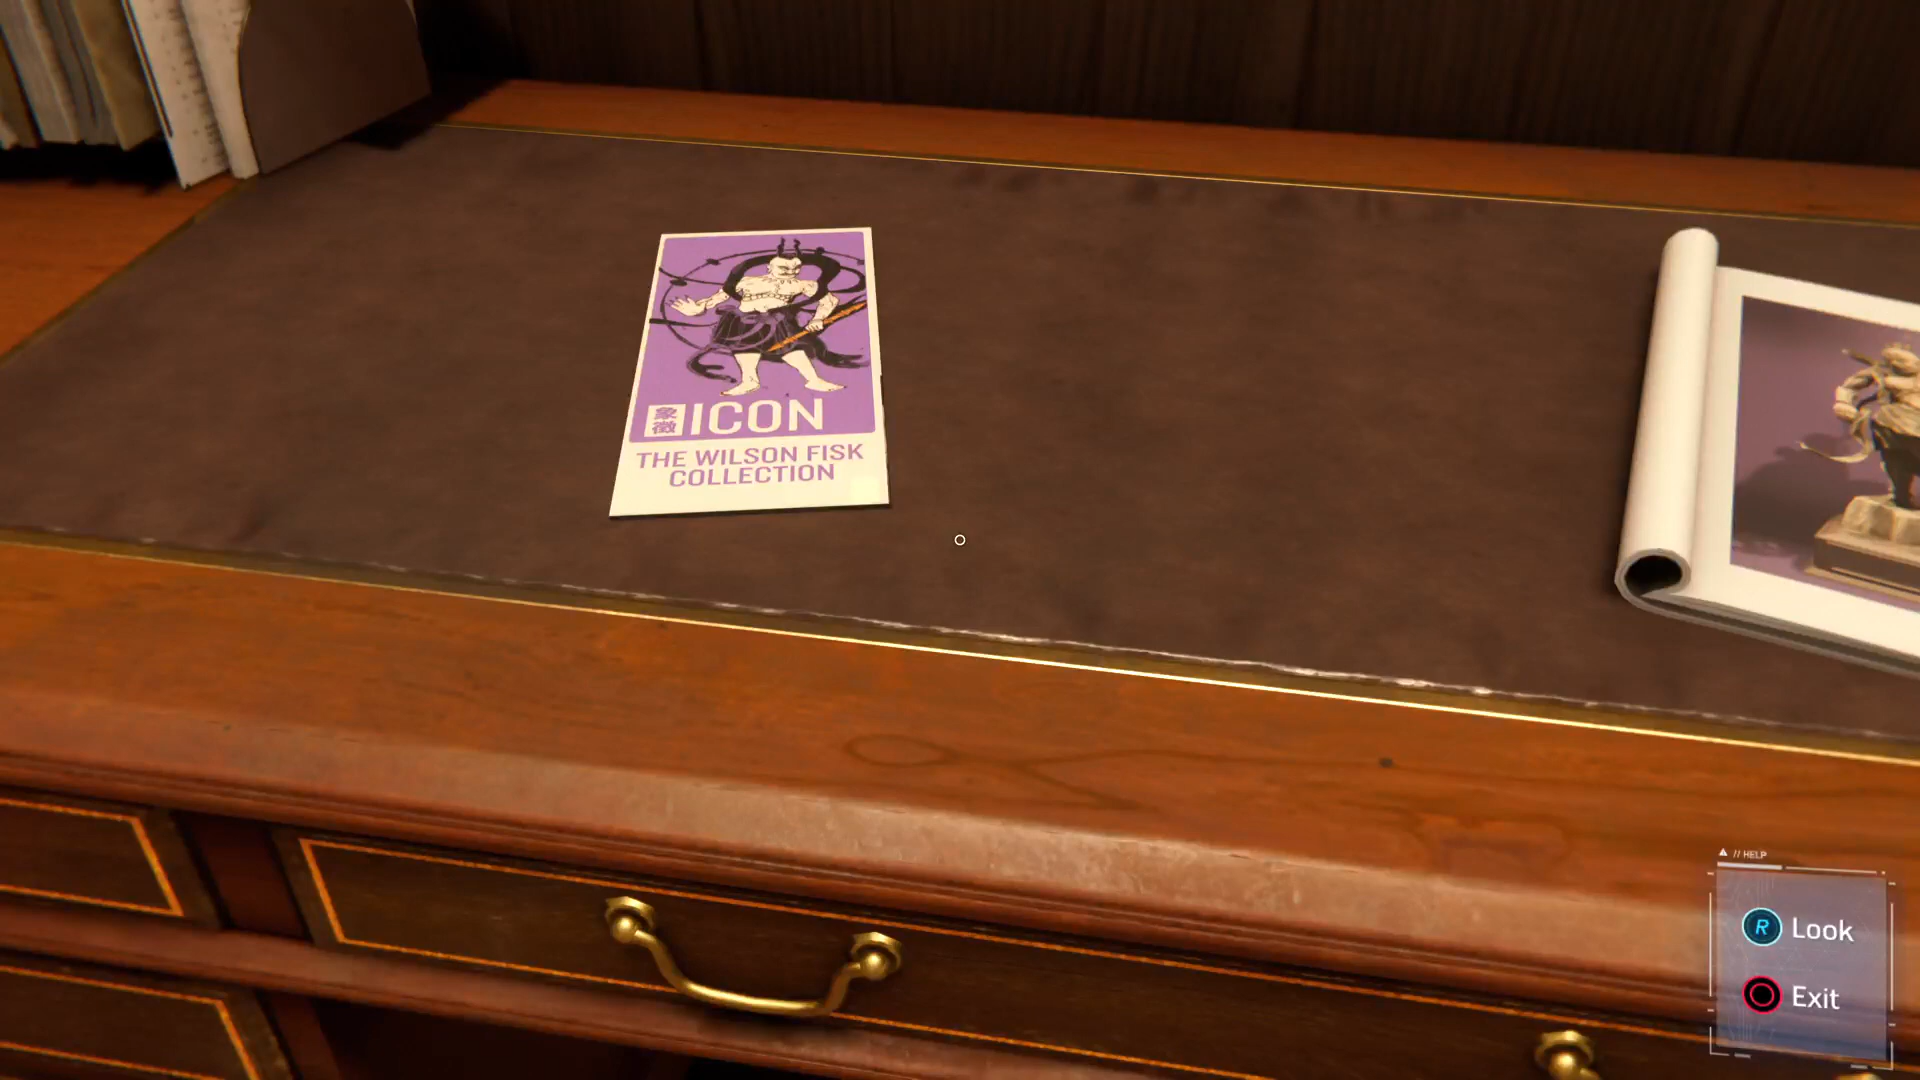 象徴 ICON
THE WILSON FISK
COLLECTION
// HELP
R Look
Exit